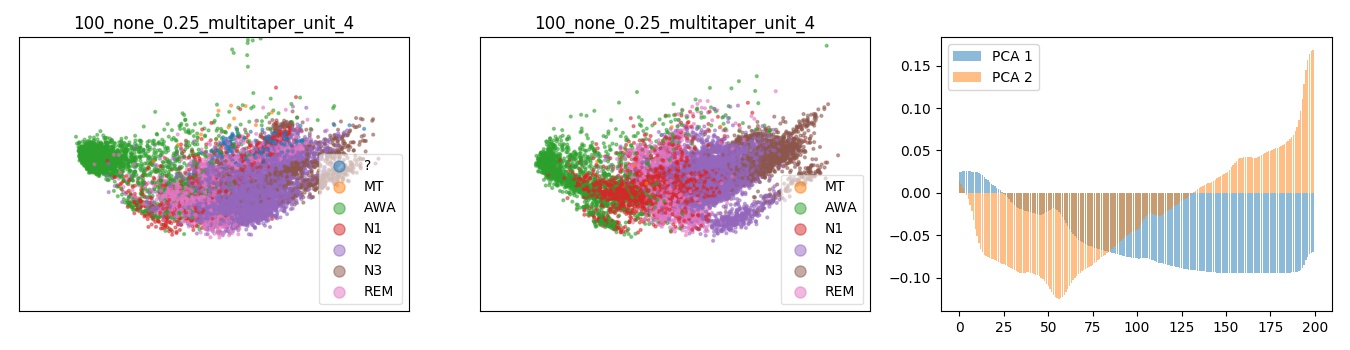 100_none_0.25_multitaper_unit_4
?
MT
AWA
N1
N2
N3
REM
100_none_0.25_multitaper_unit_4
MT
AWA
N1
N2
N3
REM
PCA 1
PCA 2
0.15
0.10
0.05
0.00
−0.05
−0.10
0 25 50 75 100 125 150 175 200